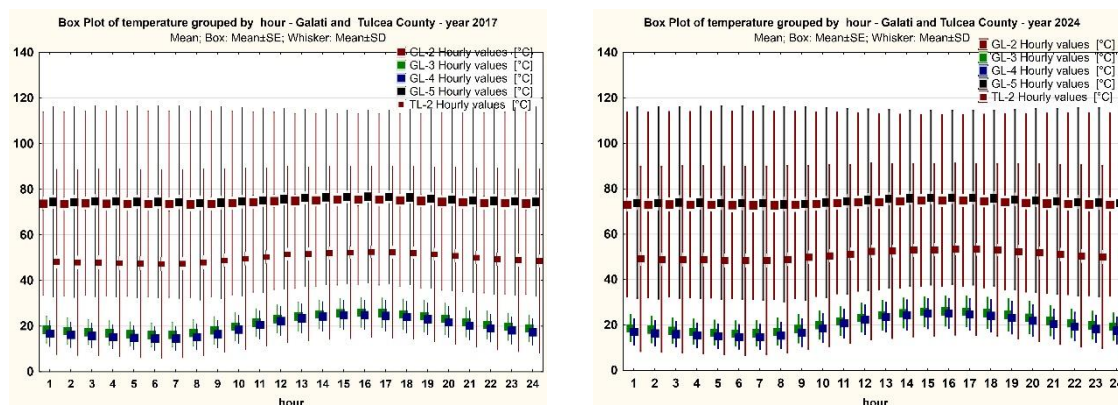 Box Plot of temperature grouped by hour - Galati and Tulcea County - year 2017
Mean; Box: Mean±SE; Whisker: Mean±SD
GL-2 Hourly values [°C]
GL-3 Hourly values [°C]
GL-4 Hourly values [°C]
GL-5 Hourly values [°C]
TL-2 Hourly values [°C]
140
120
100
80
60
40
20
0
1 2 3 4 5 6 7 8 9 10 11 12 13 14 15 16 17 18 19 20 21 22 23 24
hour
Box Plot of temperature grouped by hour - Galati and Tulcea County - year 2024
Mean; Box: Mean±SE; Whisker: Mean±SD
GL-2 Hourly values [°C]
GL-3 Hourly values [°C]
GL-4 Hourly values [°C]
GL-5 Hourly values [°C]
TL-2 Hourly values [°C]
140
120
100
80
60
40
20
0
1 2 3 4 5 6 7 8 9 10 11 12 13 14 15 16 17 18 19 20 21 22 23
hour